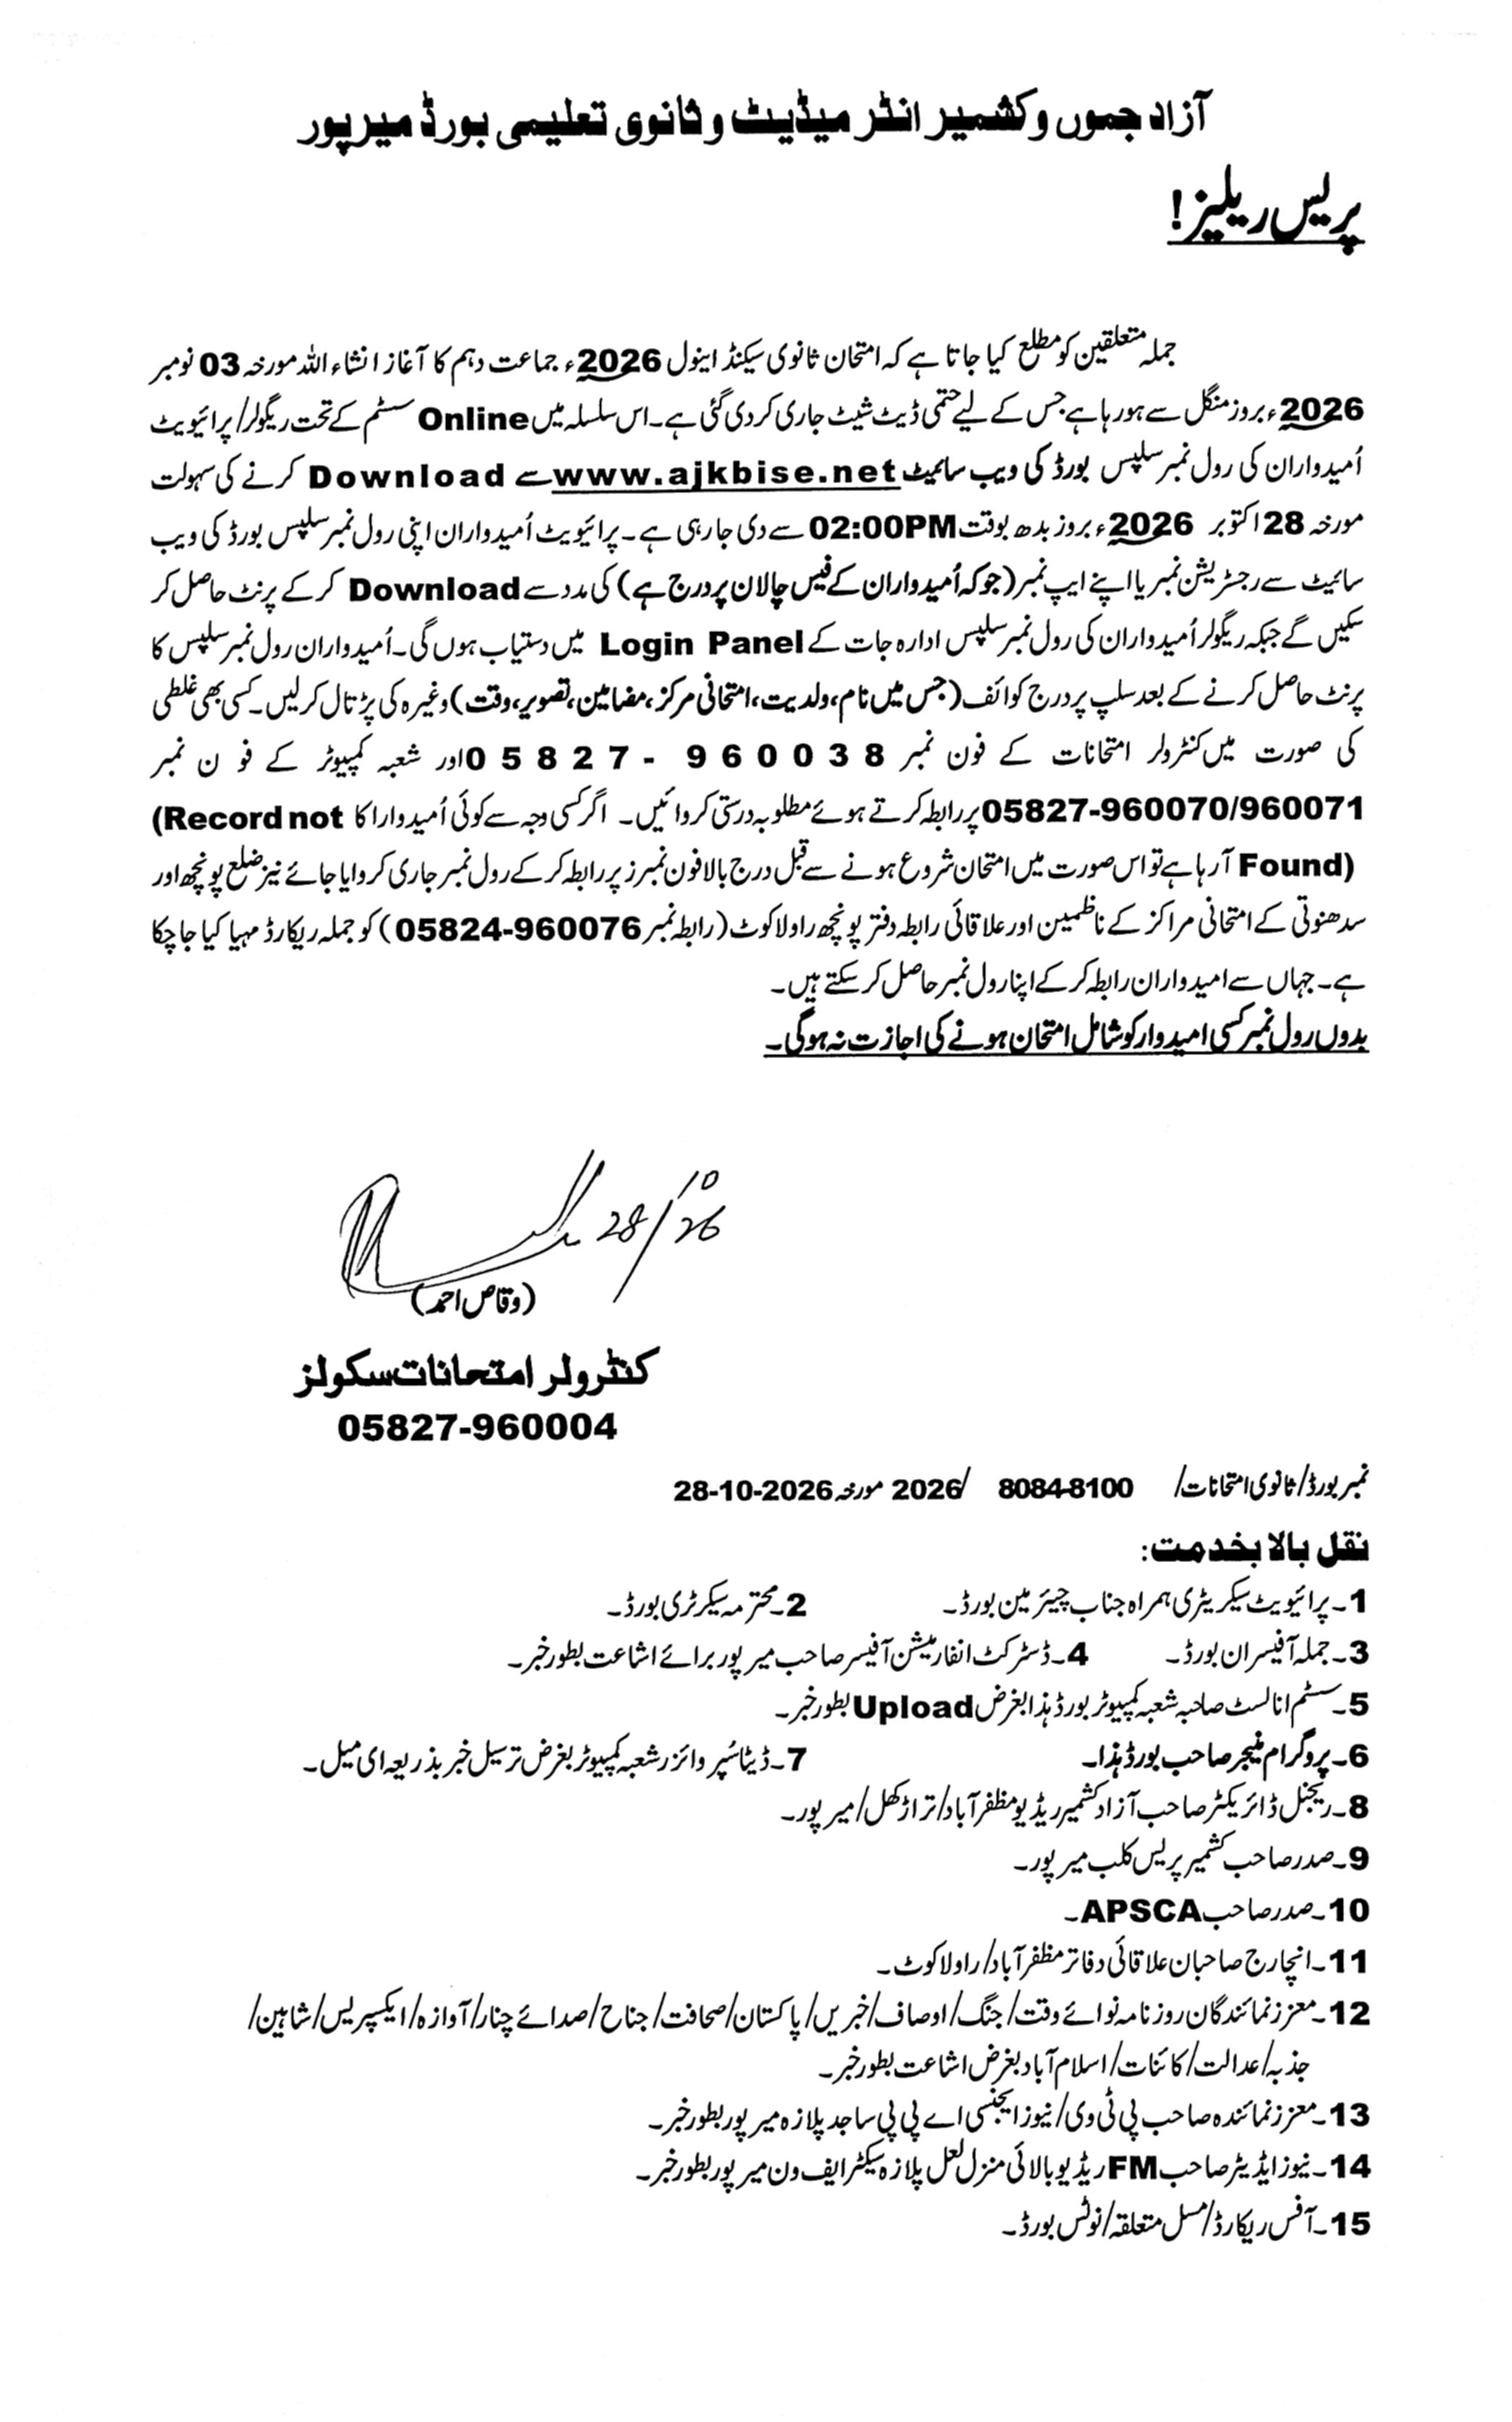 آزاد جموں و کشمیر انٹر میڈیٹ و ثانوی تعلیمی بورڈ میرپور
پریس ریلیز!
جملہ متعلقین کو مطلع کیا جاتا ہے کہ امتحان ثانوی سیکنڈ اینول 2026ء جماعت دہم کا آغاز انشاء اللہ مورخہ 03 نومبر
2026ء بروز منگل سے ہو رہا ہے جس کے لیے حتمی ڈیٹ شیٹ جاری کر دی گئی ہے۔ اس سلسلہ میں Online سسٹم کے تحت ریگولر/پرائیویٹ
اُمیدواران کی رول نمبر سلپس بورڈ کی ویب سائیٹ www.ajkbise.net سے Download کرنے کی سہولت
مورخہ 28 اکتوبر 2026ء بروز بدھ بوقت 02:00PM سے دی جا رہی ہے۔ پرائیویٹ اُمیدواران اپنی رول نمبر سلپس بورڈ کی ویب
سائیٹ سے رجسٹریشن نمبر یا اپنے ایپ نمبر (جو کہ اُمیدواران کے فیس چالان پر درج ہے) کی مدد سے Download کر کے پرنٹ حاصل کر
سکیں گے جبکہ ریگولر اُمیدواران کی رول نمبر سلپس ادارہ جات کے Login Panel میں دستیاب ہوں گی۔ اُمیدواران رول نمبر سلپس کا
پرنٹ حاصل کرنے کے بعد سلپ پر درج کوائف (جس میں نام، ولدیت، امتحانی مرکز، مضامین، تصویر، وقت) وغیرہ کی پڑتال کر لیں۔ کسی بھی غلطی
کی صورت میں کنٹرولر امتحانات کے فون نمبر 05827-960038 اور شعبہ کمپیوٹر کے فو ن نمبر
05827-960070/960071 پر رابطہ کرتے ہوئے مطلوبہ درستی کروائیں۔ اگر کسی وجہ سے کوئی اُمیدوار کا (Record not
Found) آ رہا ہے تو اس صورت میں امتحان شروع ہونے سے قبل درج بالا فون نمبرز پر رابطہ کر کے رول نمبر جاری کروایا جائے نیز ضلع پونچھ اور
سدھنوتی کے امتحانی مراکز کے ناظمین اور علاقائی رابطہ دفتر پونچھ راولاکوٹ (رابطہ نمبر 05824-960076) کو جملہ ریکارڈ مہیا کیا جا چکا
ہے۔ جہاں سے امیدواران رابطہ کر کے اپنا رول نمبر حاصل کر سکتے ہیں۔
بدوں رول نمبر کسی امیدوار کو شامل امتحان ہونے کی اجازت نہ ہو گی۔
28/10/26
(وقاص احمد)
کنٹرولر امتحانات سکولز
05827-960004
نمبر بورڈ/ثانوی امتحانات/ 8084-8100 /2026 مورخہ 28-10-2026
نقل بالا بخدمت:
1۔ پرائیویٹ سیکریٹری ہمراہ جناب چیئرمین بورڈ۔ 2۔ محترمہ سیکرٹری بورڈ۔
3۔ جملہ آفیسران بورڈ۔ 4۔ ڈسٹرکٹ انفارمیشن آفیسر صاحب میرپور برائے اشاعت بطور خبر۔
5۔ سسٹم انالسٹ صاحبہ شعبہ کمپیوٹر بورڈ ہذا بغرض Upload بطور خبر۔
6۔ پروگرام منیجر صاحب بورڈ ہذا۔ 7۔ ڈیٹا سُپروائزر شعبہ کمپیوٹر بغرض ترسیل خبر بذریعہ ای میل۔
8۔ ریجنل ڈائریکٹر صاحب آزاد کشمیر ریڈیو مظفر آباد/تراڑکھل/میرپور۔
9۔ صدر صاحب کشمیر پریس کلب میرپور۔
10۔ صدر صاحب APSCA۔
11۔ انچارج صاحبان علاقائی دفاتر مظفر آباد/راولاکوٹ۔
12۔ معزز نمائندگان روزنامہ نوائے وقت/جنگ/اوصاف/خبریں/پاکستان/صحافت/جناح/صدائے چنار/آوازہ/ایکسپریس/شاہین/
جذبہ/عدالت/کائنات/اسلام آباد بغرض اشاعت بطور خبر۔
13۔ معزز نمائندہ صاحب پی ٹی وی/نیوز ایجنسی اے پی پی ساجد پلازہ میرپور بطور خبر۔
14۔ نیوز ایڈیٹر صاحب FM ریڈیو بالائی منزل لعل پلازہ سیکٹر ایف ون میرپور بطور خبر۔
15۔ آفس ریکارڈ/مسل متعلقہ/نوٹس بورڈ۔